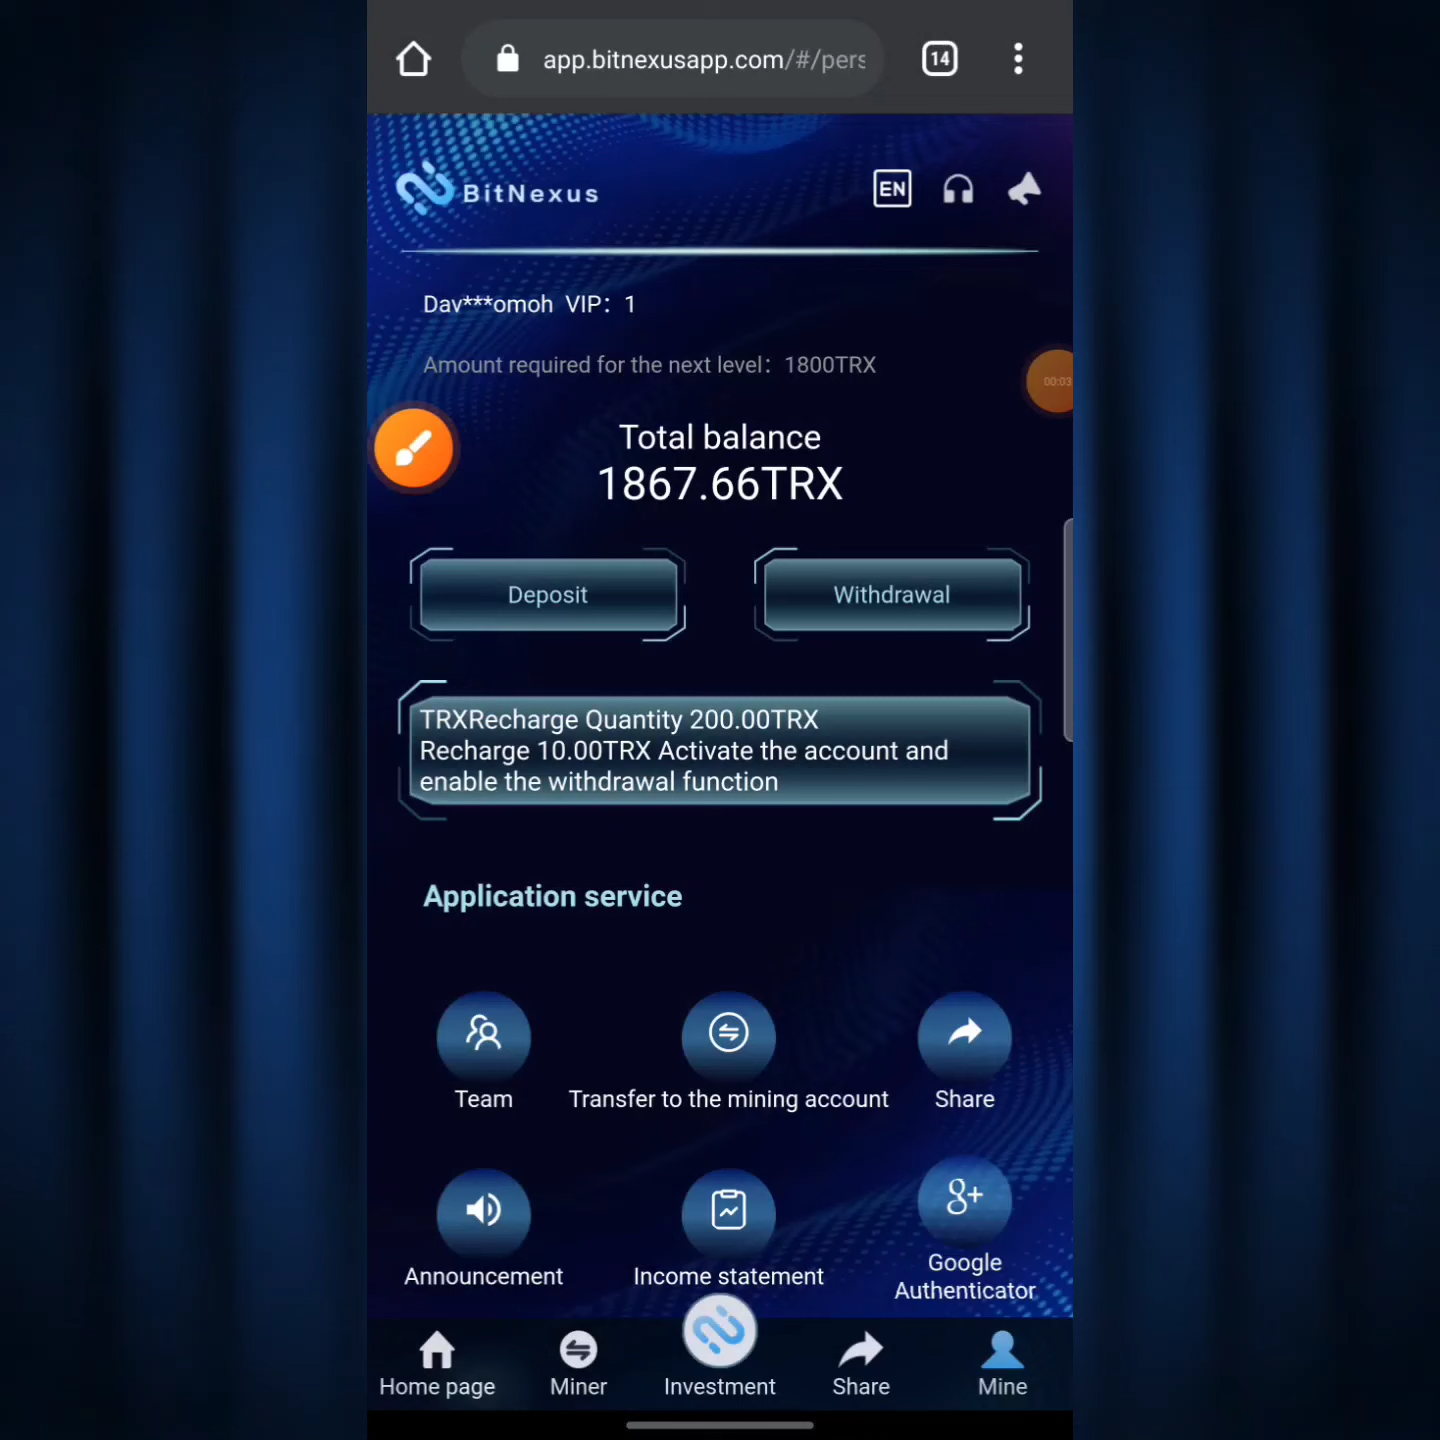 app.bitnexusapp.com/#/pers
14
BitNexus
EN
Dav***omoh VIP: 1
Amount required for the next level: 1800TRX
00:03
Total balance
1867.66TRX
Deposit
Withdrawal
TRXRecharge Quantity 200.00TRX
Recharge 10.00TRX Activate the account and
enable the withdrawal function
Application service
Team
Transfer to the mining account
Share
8+
Announcement
Income statement
Google
Authenticator
Home page
Miner
Investment
Share
Mine